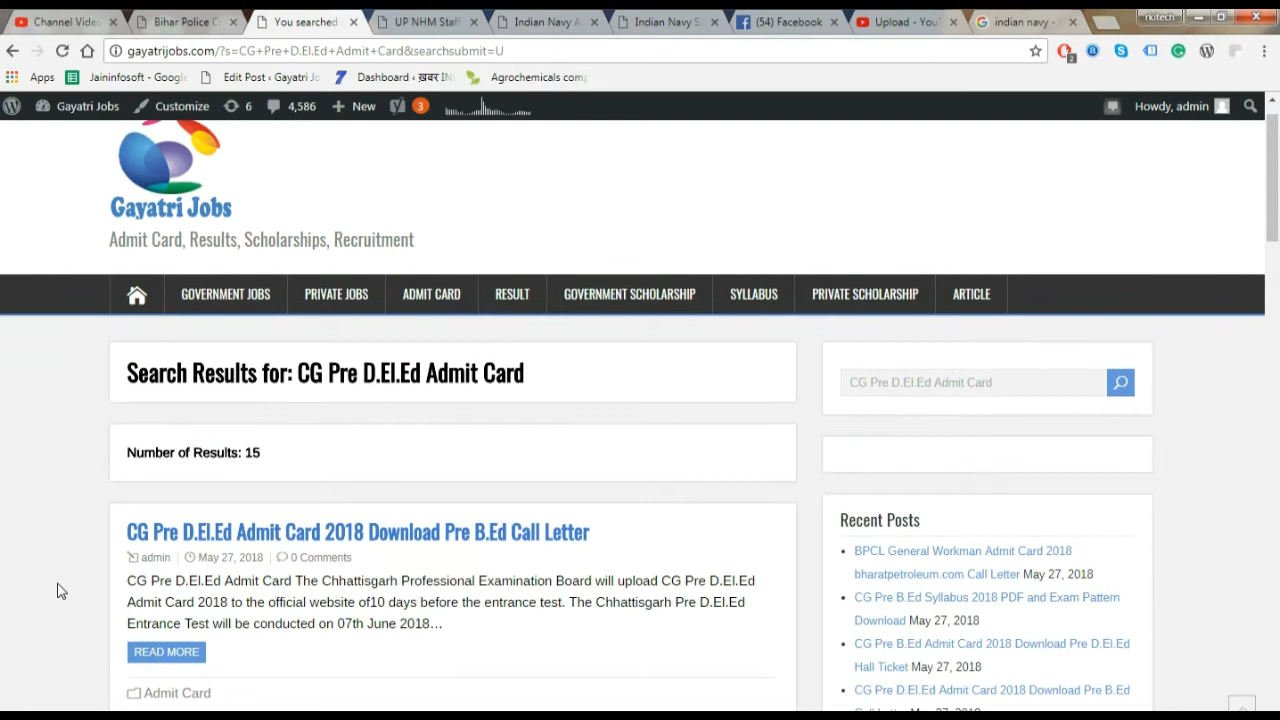 Channel Video
Bihar Police C
You searched
UP NHM Staff
Indian Navy A
Indian Navy S
(54) Facebook
Upload - You
indian navy -
rkitech
gayatrijobs.com/?s=CG+Pre+D.El.Ed+Admit+Card&searchsubmit=U
2
Apps
Jaininfosoft - Google
Edit Post ‹ Gayatri Jo
Dashboard ‹ ख़बर IN
Agrochemicals com
Gayatri Jobs
Customize
6
4,586
New
3
Howdy, admin
Gayatri Jobs
Admit Card, Results, Scholarships, Recruitment
GOVERNMENT JOBS
PRIVATE JOBS
ADMIT CARD
RESULT
GOVERNMENT SCHOLARSHIP
SYLLABUS
PRIVATE SCHOLARSHIP
ARTICLE
Search Results for: CG Pre D.El.Ed Admit Card
Number of Results: 15
CG Pre D.El.Ed Admit Card 2018 Download Pre B.Ed Call Letter
admin
May 27, 2018
0 Comments
CG Pre D.El.Ed Admit Card The Chhattisgarh Professional Examination Board will upload CG Pre D.El.Ed
Admit Card 2018 to the official website of10 days before the entrance test. The Chhattisgarh Pre D.El.Ed
Entrance Test will be conducted on 07th June 2018…
READ MORE
Admit Card
CG Pre D.El.Ed Admit Card
Recent Posts
BPCL General Workman Admit Card 2018
bharatpetroleum.com Call Letter May 27, 2018
CG Pre B.Ed Syllabus 2018 PDF and Exam Pattern
Download May 27, 2018
CG Pre B.Ed Admit Card 2018 Download Pre D.El.Ed
Hall Ticket May 27, 2018
CG Pre D.El.Ed Admit Card 2018 Download Pre B.Ed